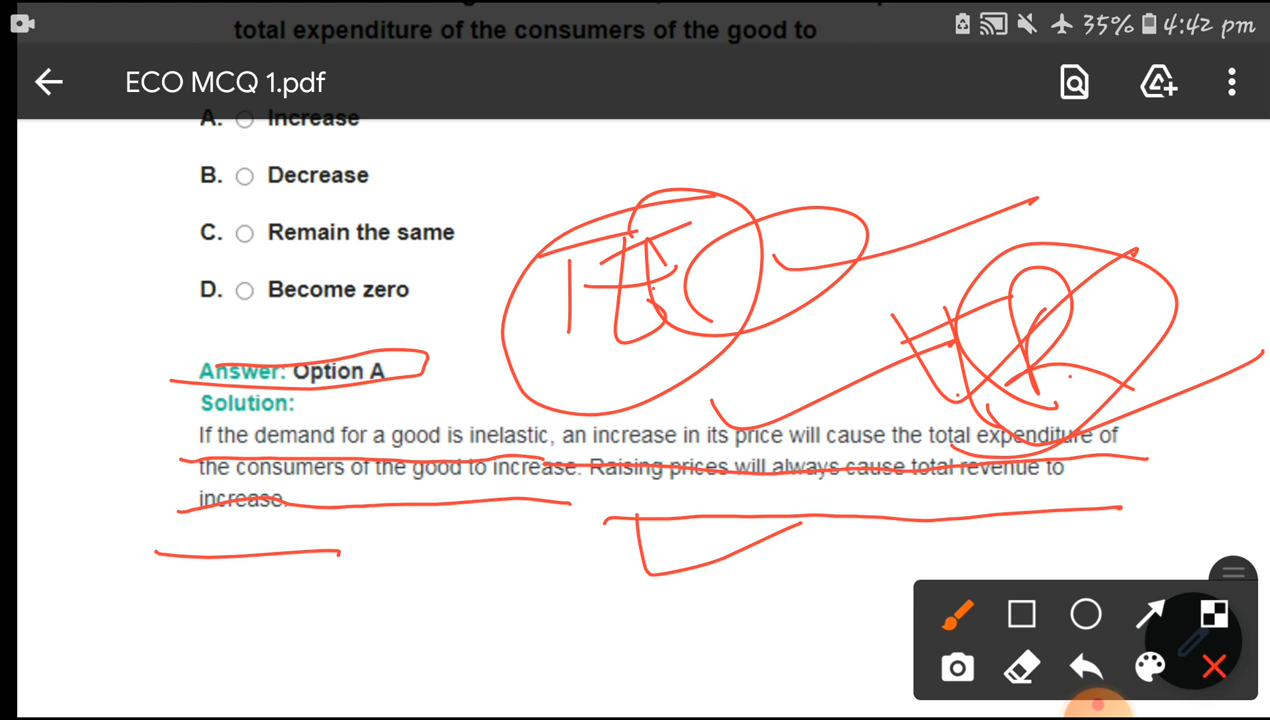 total expenditure of the consumers of the good to
35% 4:42 pm
ECO MCQ 1.pdf
A. Increase
B. Decrease
C. Remain the same
D. Become zero
Answer: Option A
Solution:
If the demand for a good is inelastic, an increase in its price will cause the total expenditure of
the consumers of the good to increase. Raising prices will always cause total revenue to
increase.